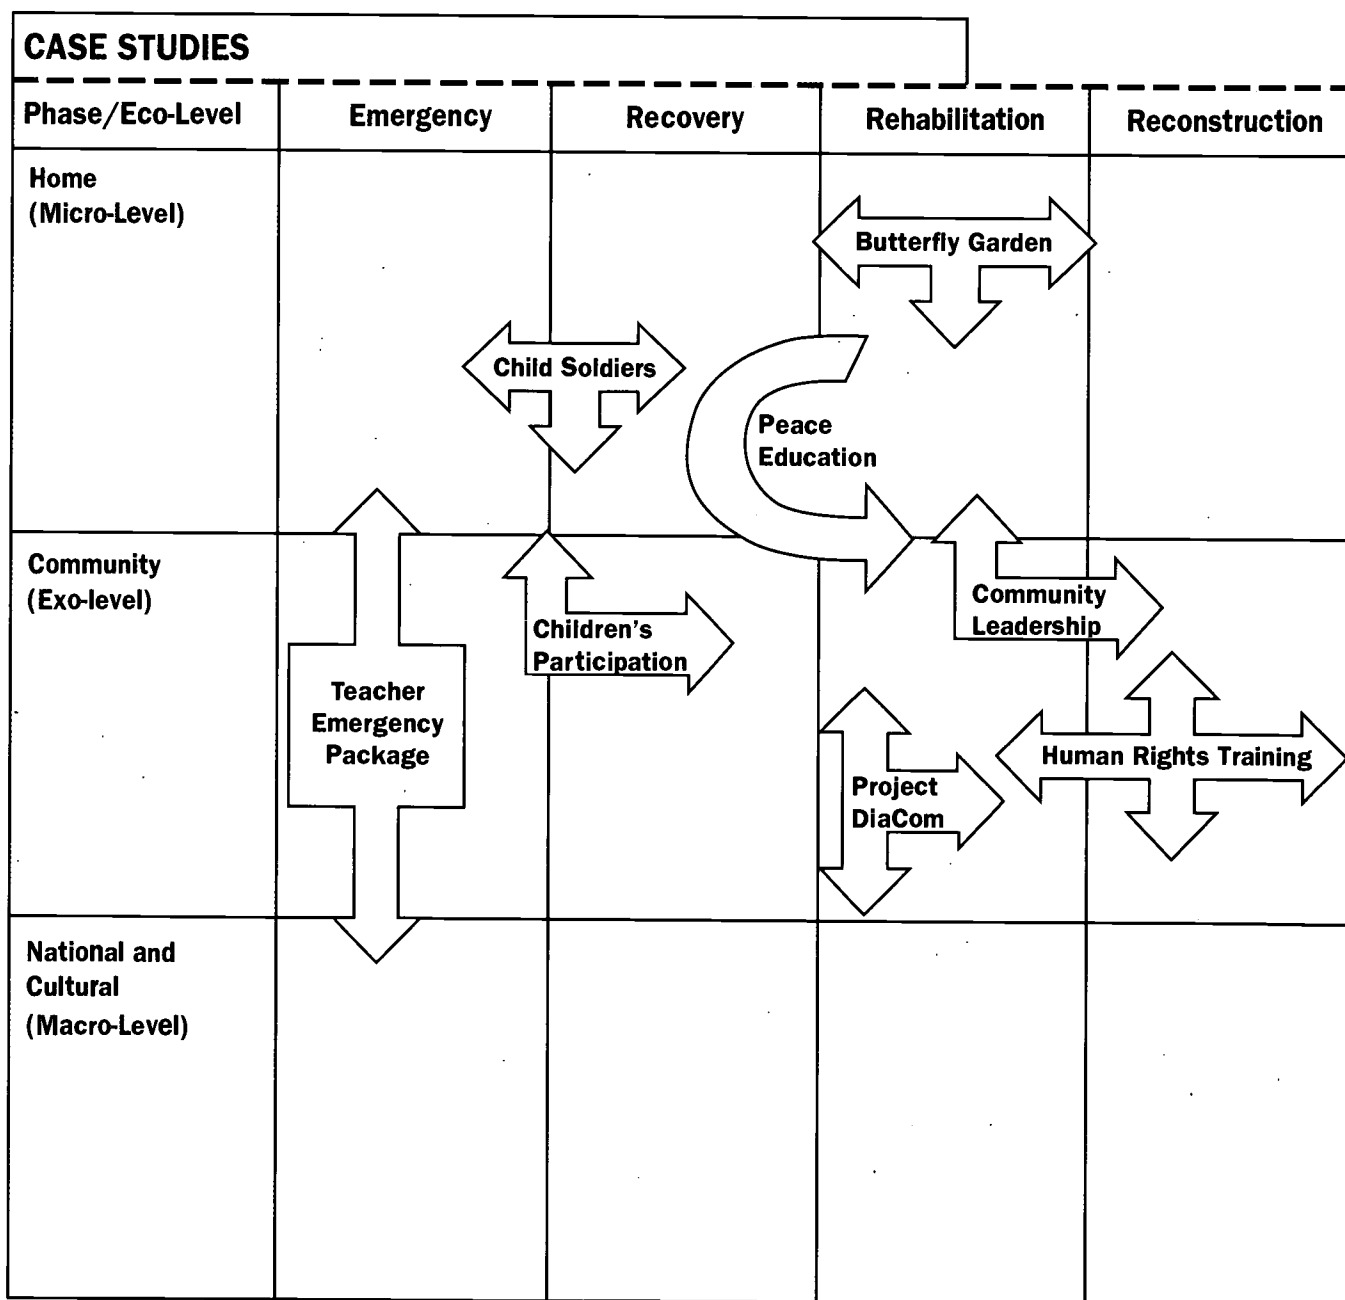 CASE STUDIES
Phase/Eco-Level
Emergency
Recovery
Rehabilitation
Reconstruction
Home
(Micro-Level)
Butterfly Garden
Child Soldiers
Peace
Education
Community
(Exo-level)
Children's
Participation
Community
Leadership
Teacher
Emergency
Package
Human Rights Training
Project
DiaCom
National and
Cultural
(Macro-Level)